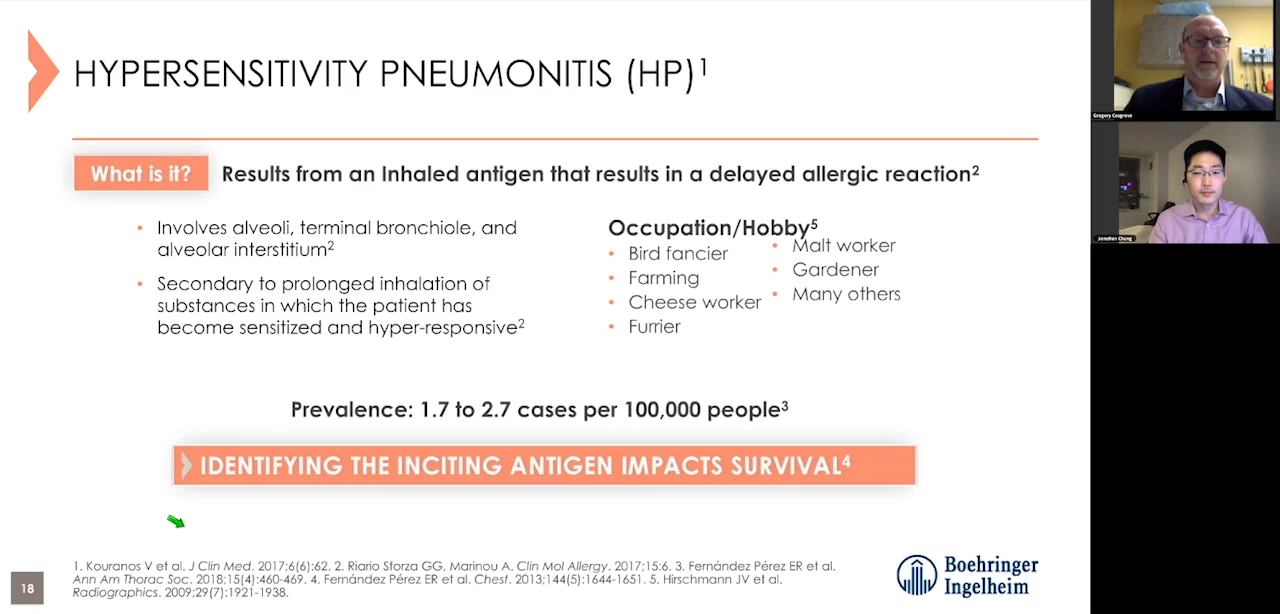 HYPERSENSITIVITY PNEUMONITIS (HP)1
What is it?
Results from an Inhaled antigen that results in a delayed allergic reaction2
• Involves alveoli, terminal bronchiole, and
alveolar interstitium2
• Secondary to prolonged inhalation of
substances in which the patient has
become sensitized and hyper-responsive2
Occupation/Hobby5
• Bird fancier
• Farming
• Cheese worker
• Furrier
• Malt worker
• Gardener
• Many others
Prevalence: 1.7 to 2.7 cases per 100,000 people3
IDENTIFYING THE INCITING ANTIGEN IMPACTS SURVIVAL4
18
1. Kouranos V et al. J Clin Med. 2017;6(6):62. 2. Riario Sforza GG, Marinou A. Clin Mol Allergy. 2017;15:6. 3. Fernández Pérez ER et al.
Ann Am Thorac Soc. 2018;15(4):460-469. 4. Fernández Pérez ER et al. Chest. 2013;144(5):1644-1651. 5. Hirschmann JV et al.
Radiographics. 2009;29(7):1921-1938.
Boehringer
Ingelheim
Gregory Cosgrove
Jonathan Chung